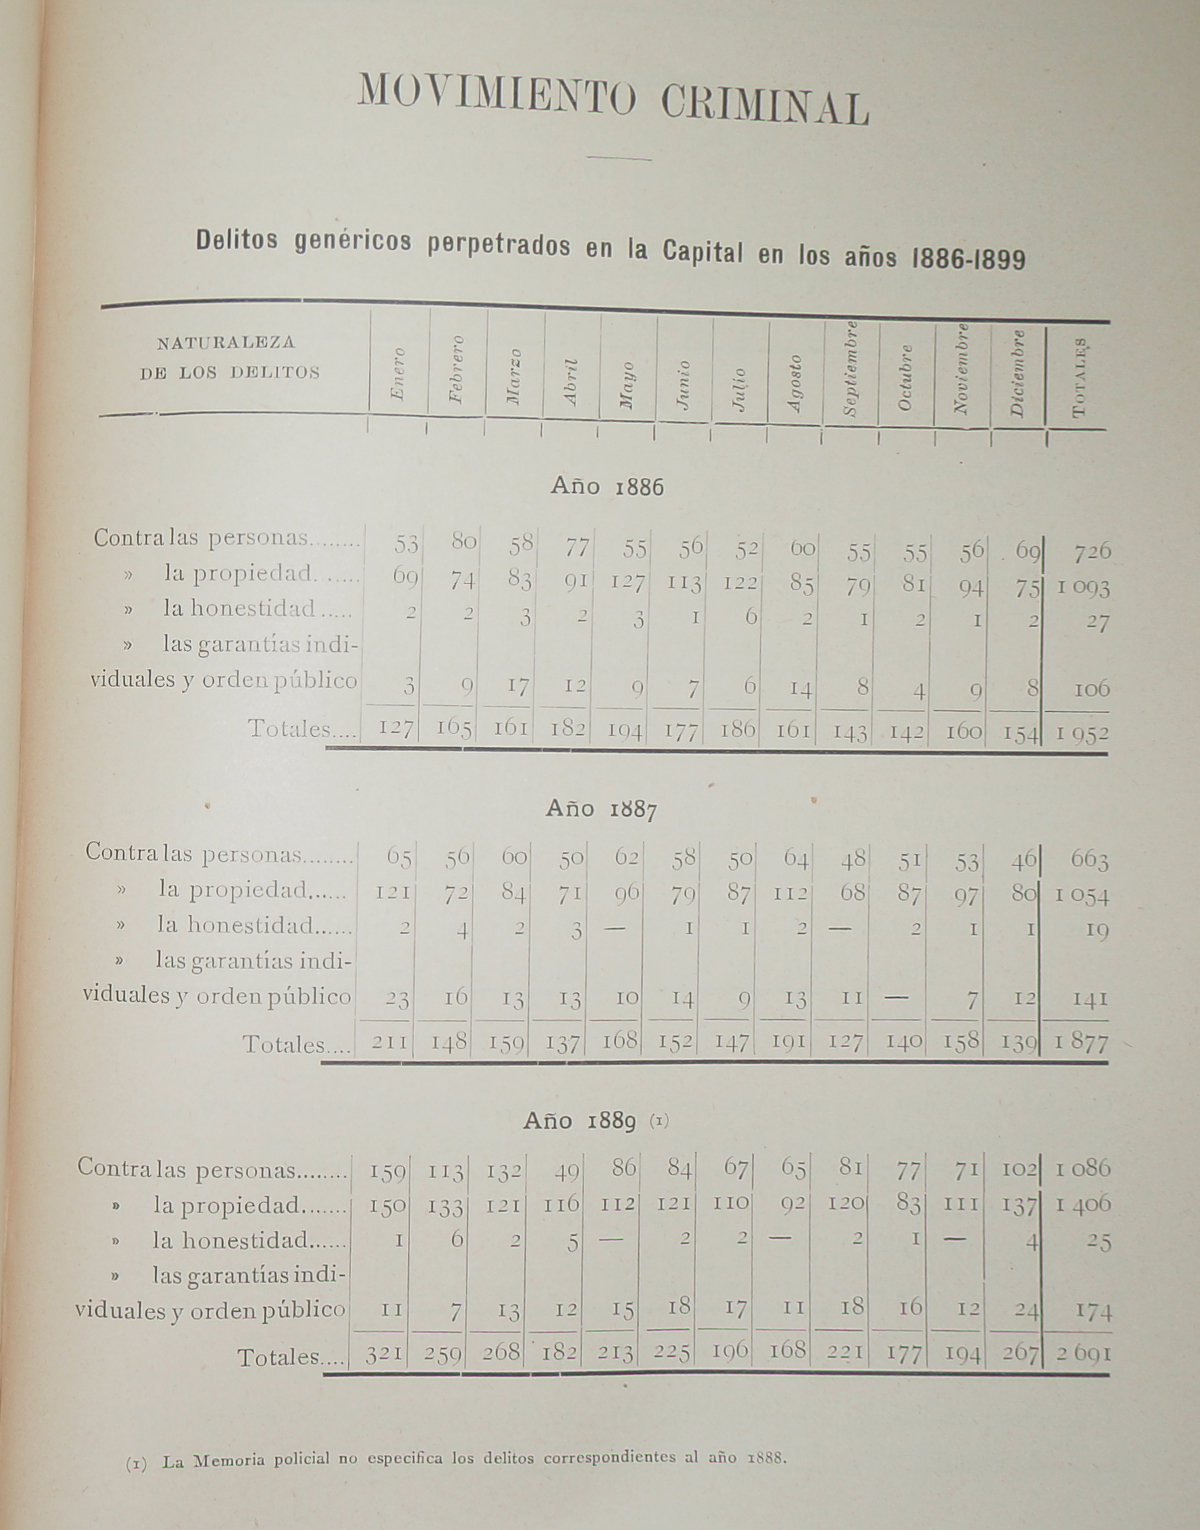 MOVIMIENTO CRIMINAL
Delitos genéricos perpetrados en la Capital en los años 1886-1899
NATURALEZA DE LOS DELITOS Enero Febrero Marzo Abril Mayo Junio Julio Agosto Septiembre Octubre Noviembre Diciembre TOTALES
Año 1886
Contra las personas........ 53 80 58 77 55 56 52 60 55 55 56 69 726
» la propiedad....... 69 74 83 91 127 113 122 85 79 81 94 75 1 093
» la honestidad..... 2 2 3 2 3 1 6 2 1 2 1 2 27
» las garantías indi-
viduales y orden público 3 9 17 12 9 7 6 14 8 4 9 8 106
Totales.... 127 165 161 182 194 177 186 161 143 142 160 154 1 952
Año 1887
Contra las personas........ 65 56 60 50 62 58 50 64 48 51 53 46 663
» la propiedad...... 121 72 84 71 96 79 87 112 68 87 97 80 1 054
» la honestidad...... 2 4 2 3 — 1 1 2 — 2 1 1 19
» las garantías indi-
viduales y orden público 23 16 13 13 10 14 9 13 11 — 7 12 141
Totales.... 211 148 159 137 168 152 147 191 127 140 158 139 1 877
Año 1889 (1)
Contra las personas........ 159 113 132 49 86 84 67 65 81 77 71 102 1 086
» la propiedad....... 150 133 121 116 112 121 110 92 120 83 111 137 1 406
» la honestidad...... 1 6 2 5 — 2 2 — 2 1 — 4 25
» las garantías indi-
viduales y orden público 11 7 13 12 15 18 17 11 18 16 12 24 174
Totales.... 321 259 268 182 213 225 196 168 221 177 194 267 2 691
(1) La Memoria policial no especifica los delitos correspondientes al año 1888.